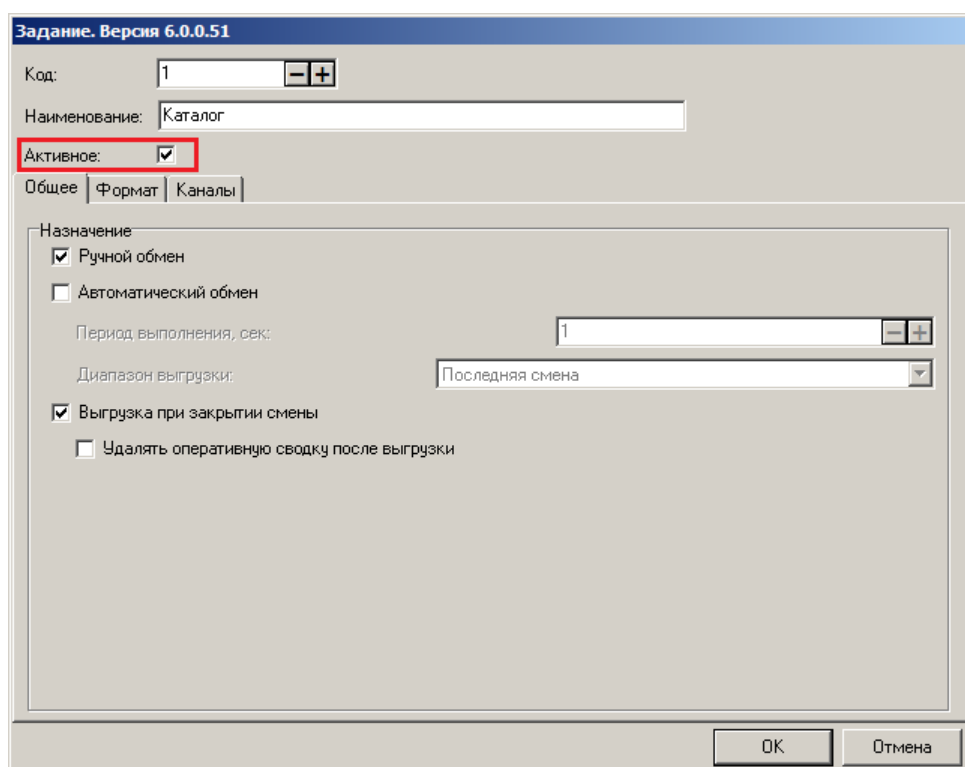 Задание. Версия 6.0.0.51
Код: 1
Наименование: Каталог
Активное:
Общее Формат Каналы
Назначение
Ручной обмен
Автоматический обмен
Период выполнения, сек: 1
Диапазон выгрузки: Последняя смена
Выгрузка при закрытии смены
Удалять оперативную сводку после выгрузки
OK Отмена